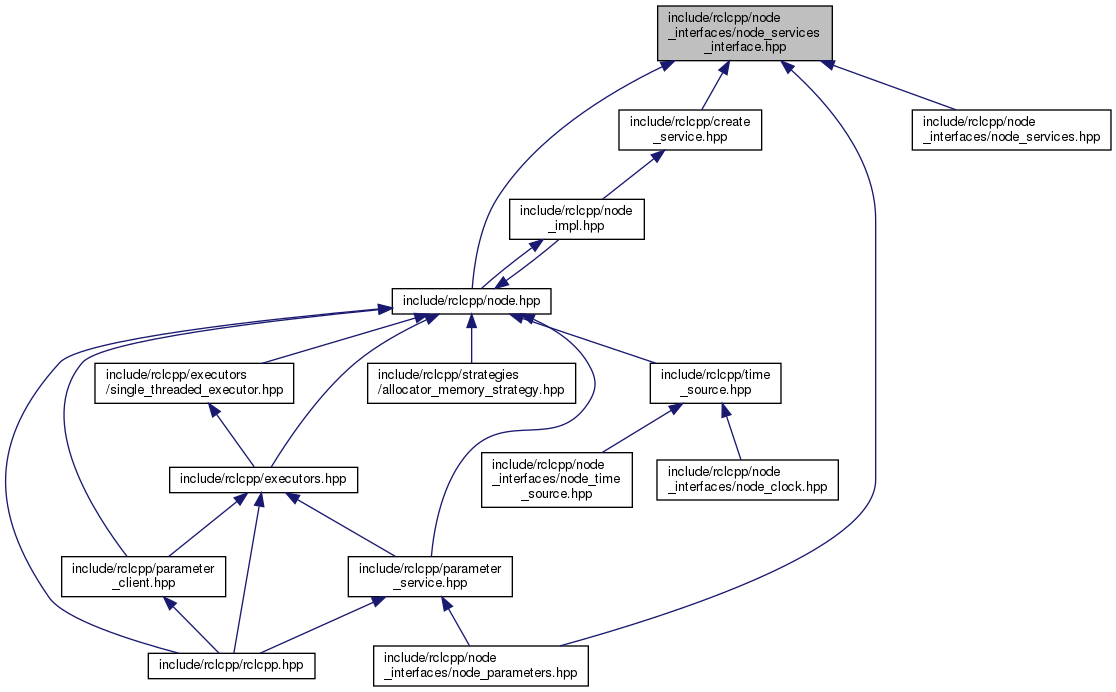 include/rclcpp/node
_interfaces/node_services
_interface.hpp
include/rclcpp/create
_service.hpp
include/rclcpp/node
_interfaces/node_services.hpp
include/rclcpp/node
_impl.hpp
include/rclcpp/node.hpp
include/rclcpp/executors
/single_threaded_executor.hpp
include/rclcpp/strategies
/allocator_memory_strategy.hpp
include/rclcpp/time
_source.hpp
include/rclcpp/executors.hpp
include/rclcpp/node
_interfaces/node_time
_source.hpp
include/rclcpp/node
_interfaces/node_clock.hpp
include/rclcpp/parameter
_client.hpp
include/rclcpp/parameter
_service.hpp
include/rclcpp/rclcpp.hpp
include/rclcpp/node
_interfaces/node_parameters.hpp